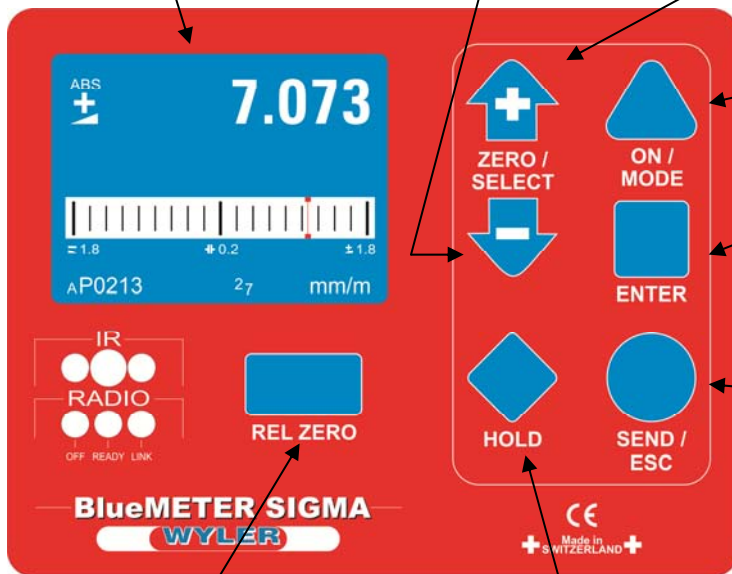 ABS
7.073
= 1.8 0.2 ± 1.8
AP0213 27 mm/m
IR
RADIO
OFF READY LINK
REL ZERO
BlueMETER SIGMA
WYLER
+
ZERO /
SELECT
ON /
MODE
-
ENTER
HOLD
SEND /
ESC
CE
Made in
SWITZERLAND